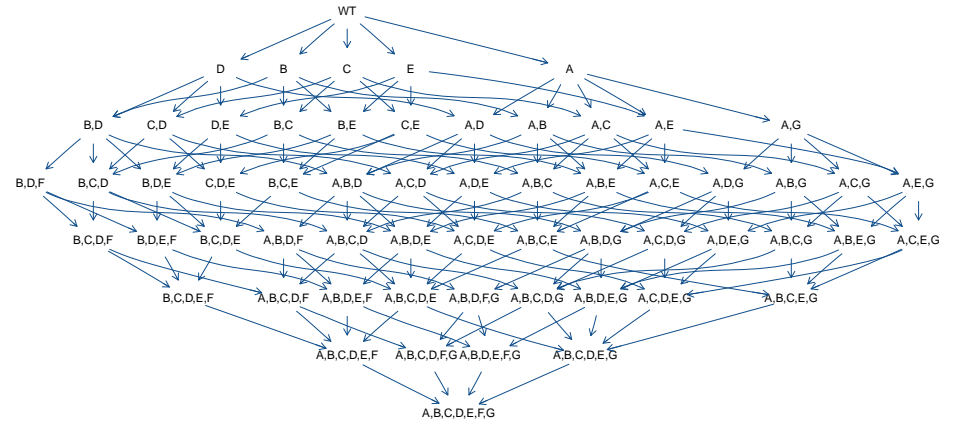 WT
D B C E A
B,D C,D D,E B,C B,E C,E A,D A,B A,C A,E A,G
B,D,F B,C,D B,D,E C,D,E B,C,E A,B,D A,C,D A,D,E A,B,C A,B,E A,C,E A,D,G A,B,G A,C,G A,E,G
B,C,D,F B,D,E,F B,C,D,E A,B,D,F A,B,C,D A,B,D,E A,C,D,E A,B,C,E A,B,D,G A,C,D,G A,D,E,G A,B,C,G A,B,E,G A,C,E,G
B,C,D,E,F A,B,C,D,F A,B,D,E,F A,B,C,D,E A,B,D,F,G A,B,C,D,G A,B,D,E,G A,C,D,E,G A,B,C,E,G
A,B,C,D,E,F A,B,C,D,F,G A,B,D,E,F,G A,B,C,D,E,G
A,B,C,D,E,F,G